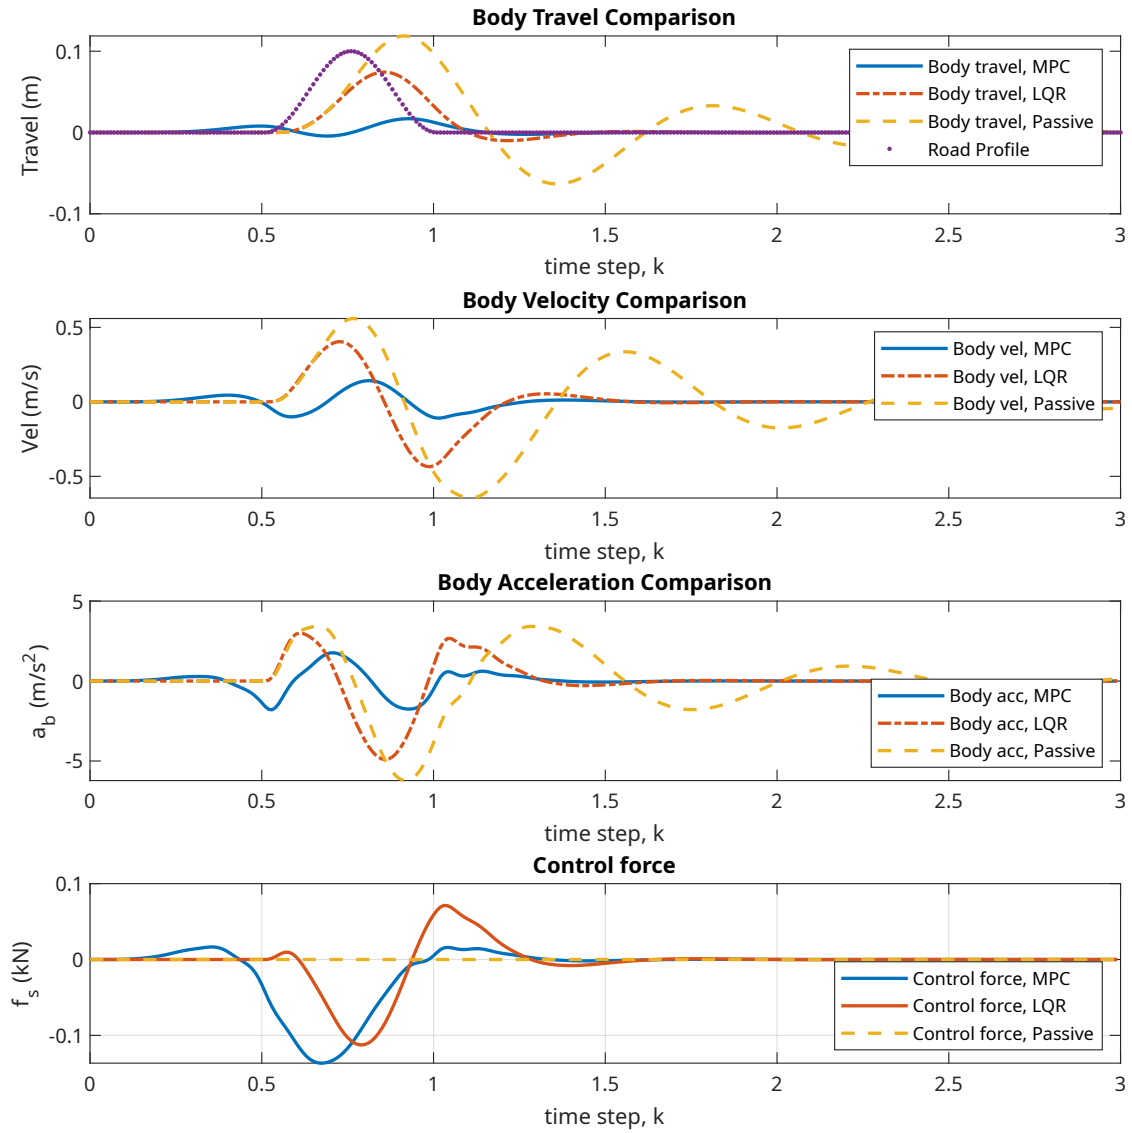 Body Travel Comparison
0.1
0
-0.1
Travel (m)
Body travel, MPC
Body travel, LQR
Body travel, Passive
Road Profile
0 0.5 1 1.5 2 2.5 3
time step, k
Body Velocity Comparison
0.5
0
-0.5
Vel (m/s)
Body vel, MPC
Body vel, LQR
Body vel, Passive
0 0.5 1 1.5 2 2.5 3
time step, k
Body Acceleration Comparison
5
0
-5
a_b (m/s^2)
Body acc, MPC
Body acc, LQR
Body acc, Passive
0 0.5 1 1.5 2 2.5 3
time step, k
Control force
0.1
0
-0.1
f_s (kN)
Control force, MPC
Control force, LQR
Control force, Passive
0 0.5 1 1.5 2 2.5 3
time step, k